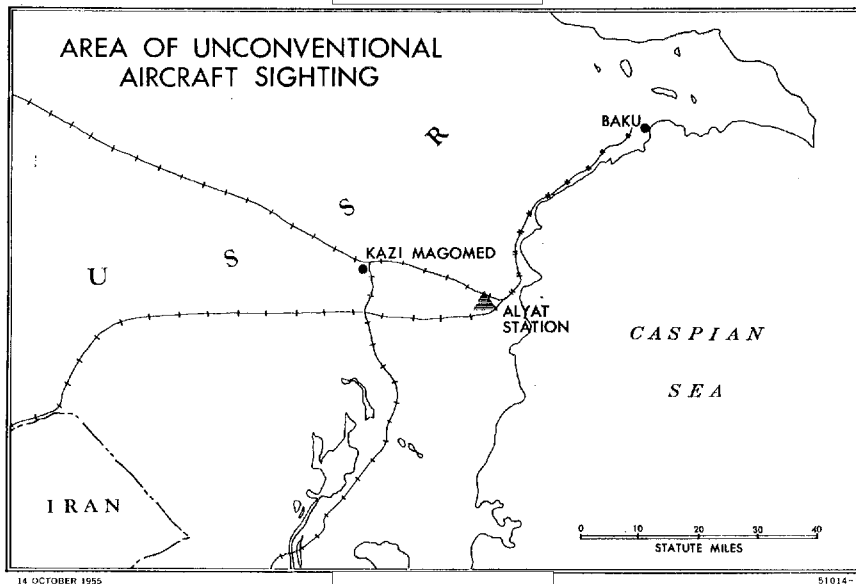 AREA OF UNCONVENTIONAL
AIRCRAFT SIGHTING
BAKU
U S S R
KAZI MAGOMED
ALYAT
STATION
CASPIAN
SEA
IRAN
0 10 20 30 40
STATUTE MILES
14 OCTOBER 1955
51014-